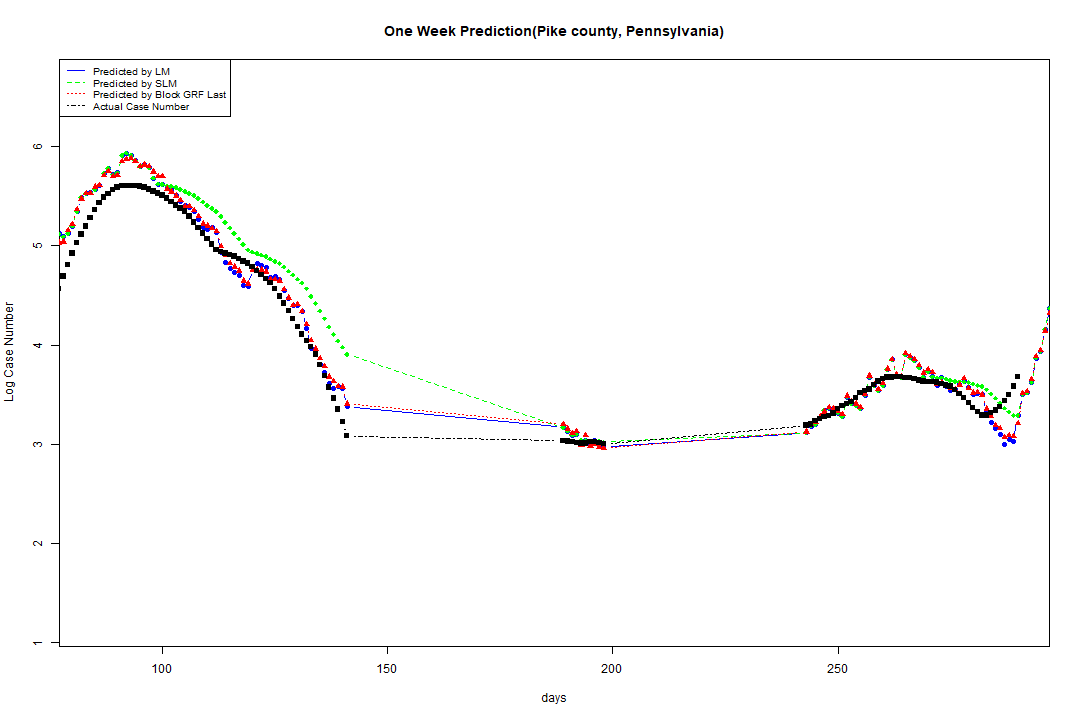 One Week Prediction(Pike county, Pennsylvania)
Predicted by LM
Predicted by SLM
Predicted by Block GRF Last
Actual Case Number
Log Case Number
6
5
4
3
2
1
100
150
200
250
days